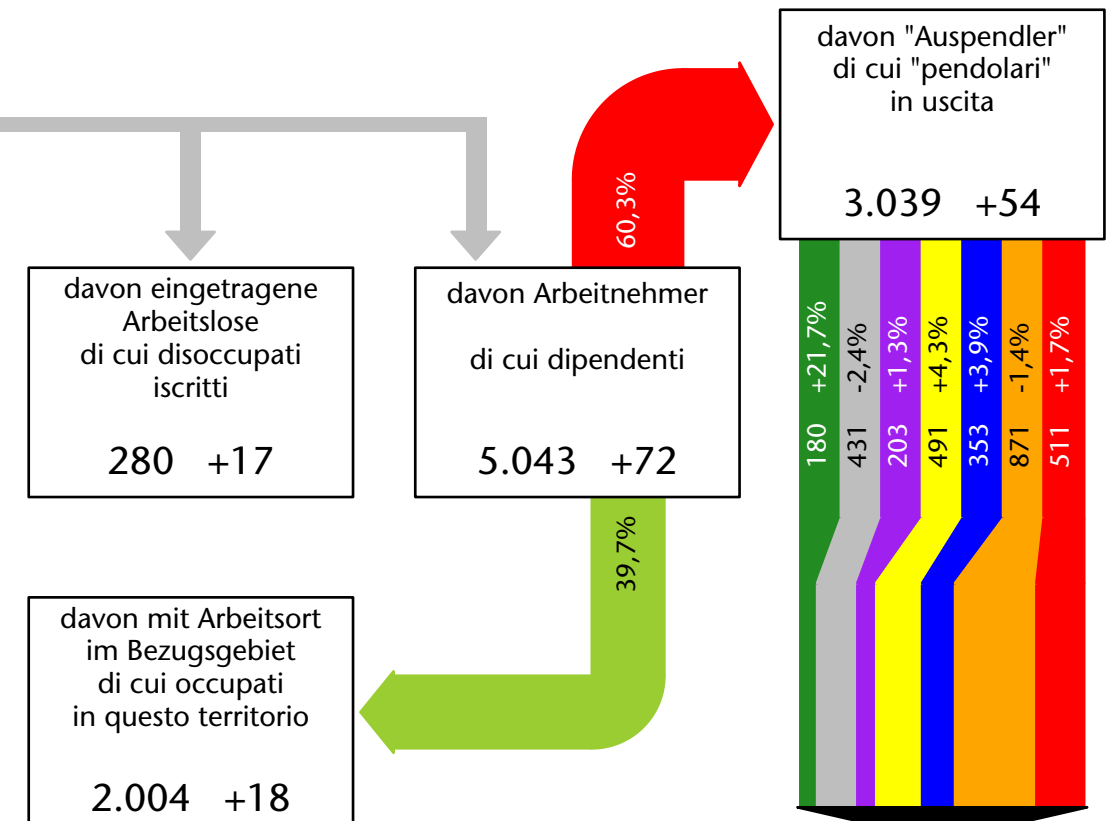 davon "Auspendler"
di cui "pendolari"
in uscita
3.039 +54
60,3%
davon eingetragene
Arbeitslose
di cui disoccupati
iscritti
280 +17
davon Arbeitnehmer
di cui dipendenti
5.043 +72
180 +21,7%
431 -2,4%
203 +1,3%
491 +4,3%
353 +3,9%
871 -1,4%
511 +1,7%
39,7%
davon mit Arbeitsort
im Bezugsgebiet
di cui occupati
in questo territorio
2.004 +18